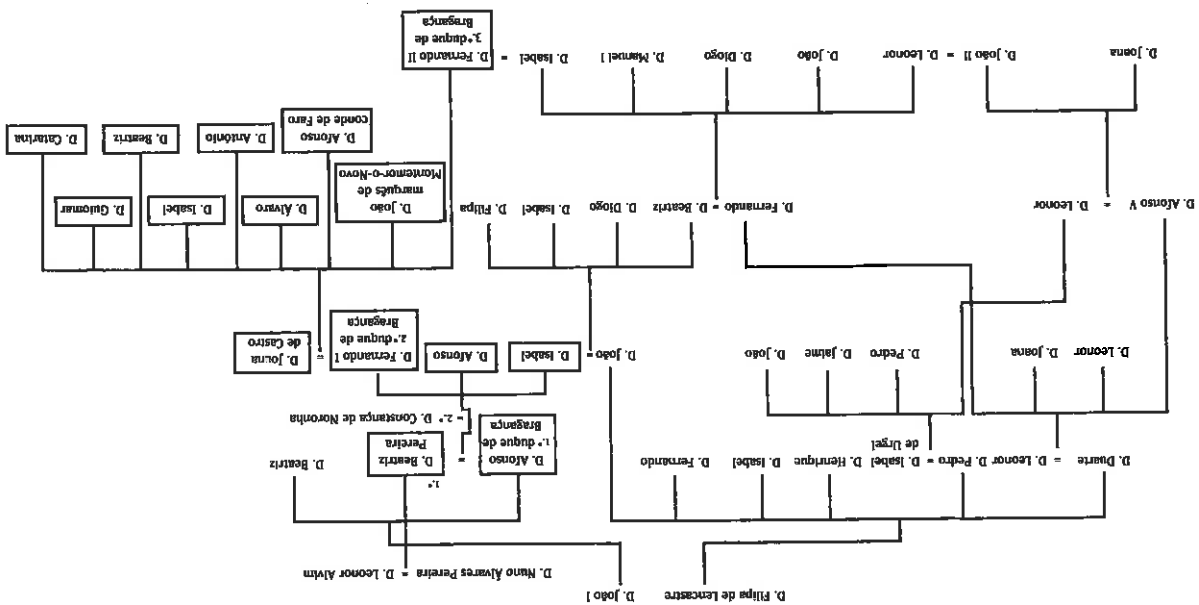 D. Filipa de Lencastre
D. João I
D. Nuno Álvares Pereira = D. Leonor Alvim
D. Duarte = D. Leonor
D. Pedro = D. Isabel
de Urgel
D. Henrique
D. Isabel
D. Fernando
D. Afonso
1.º duque de
Bragança
=
1.º
D. Beatriz
Pereira
D. Beatriz
= 2.º D. Constança de Noronha
D. Leonor
D. Joana
D. Pedro
D. Jaime
D. João
D. João =
D. Isabel
D. Afonso
D. Fernando I
2.º duque de
Bragança
=
D. Joana
de Castro
D. Afonso V = D. Leonor
D. Fernando = D. Beatriz
D. Diogo
D. Isabel
D. Filipa
D. João
marquês de
Montemor-o-Novo
D. Álvaro
D. Isabel
D. Guiomar
D. Afonso
conde de Faro
D. António
D. Beatriz
D. Catarina
D. Joana
D. João II = D. Leonor
D. João
D. Diogo
D. Manuel I
D. Isabel =
D. Fernando II
3.º duque de
Bragança